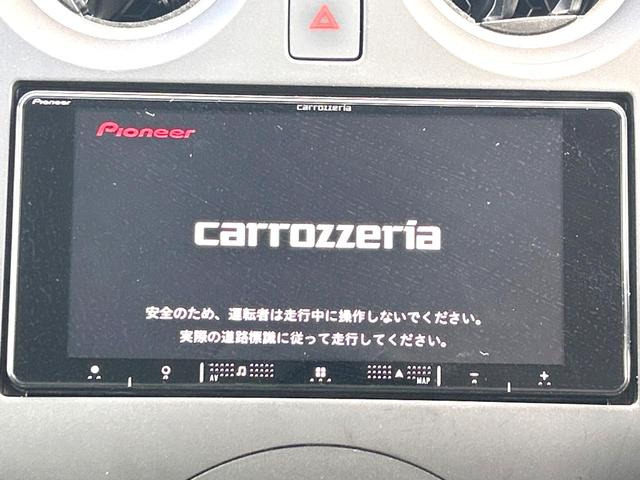 Pioneer
carrozzeria
Pioneer
carrozzeria
安全のため、運転者は走行中に操作しないでください。
実際の道路標識に従って走行してください。
AV
MAP
− +